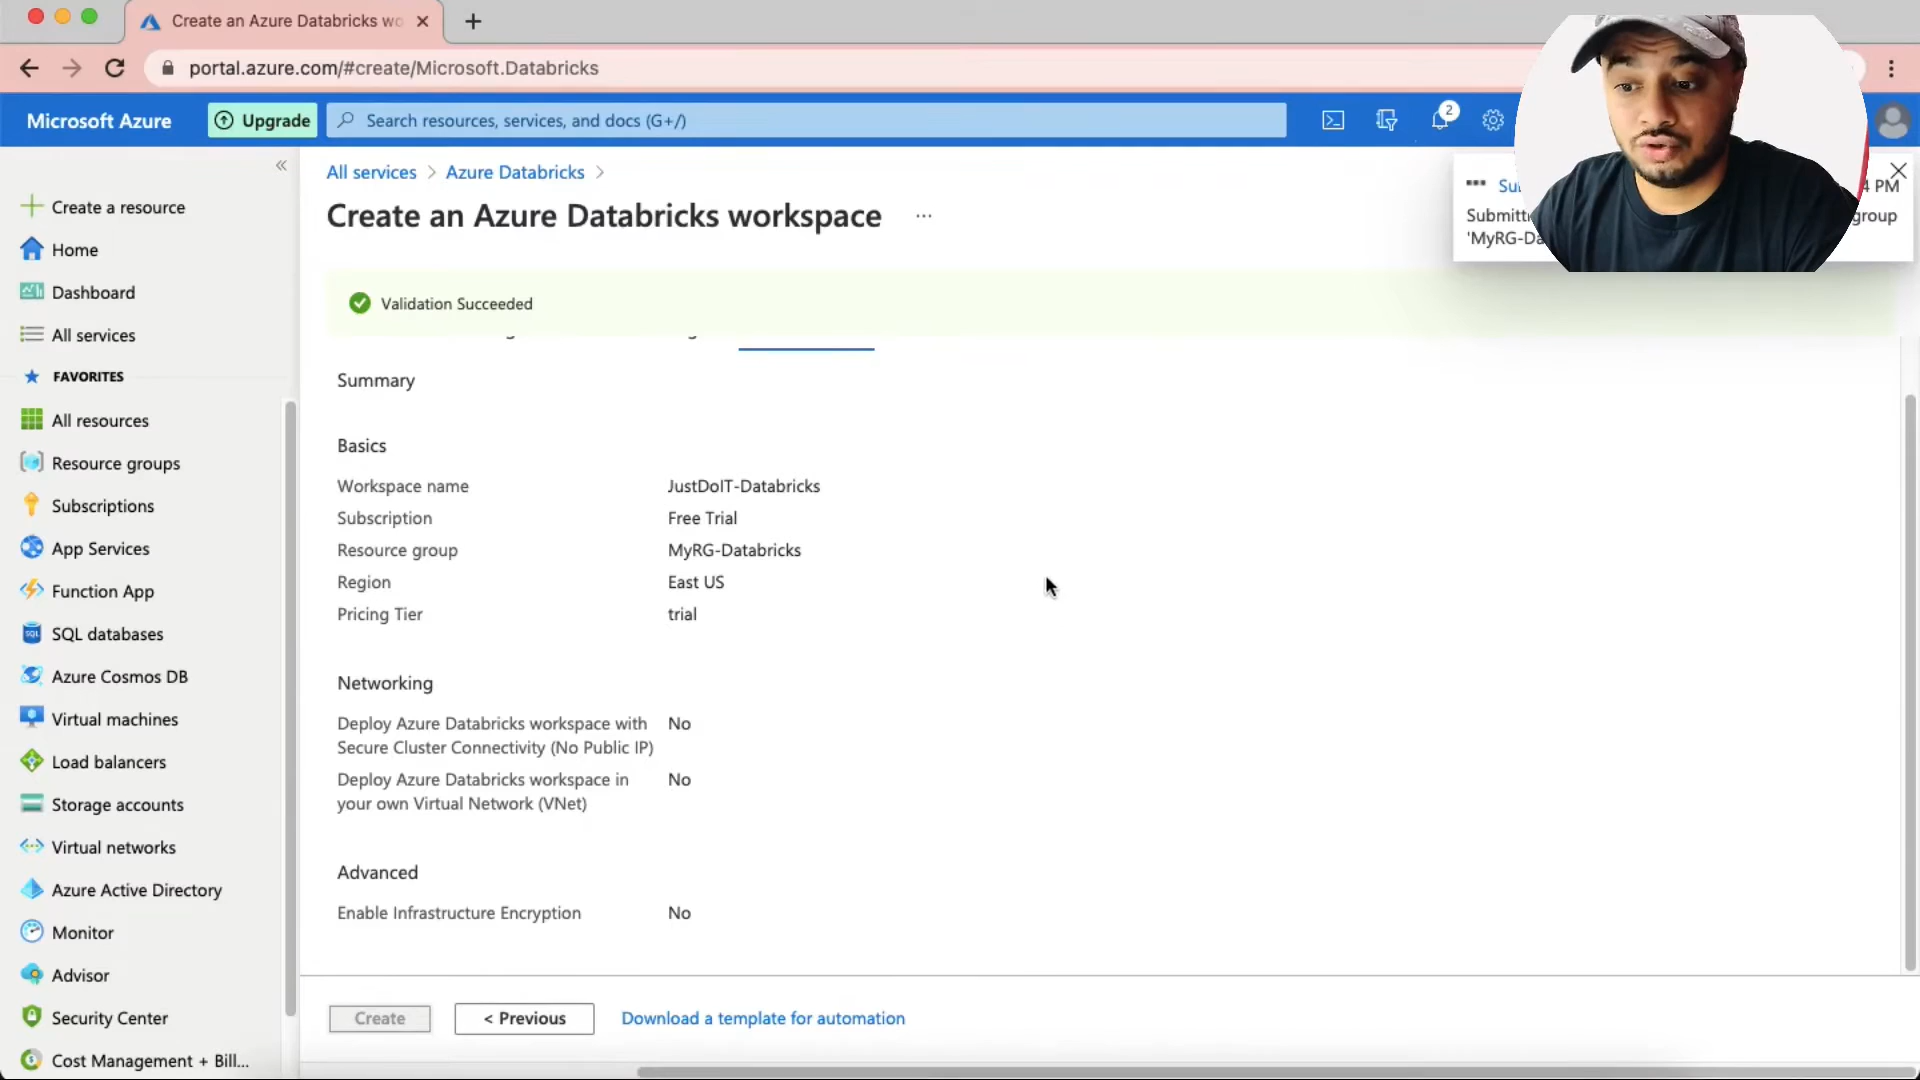 Create an Azure Databricks wo
portal.azure.com/#create/Microsoft.Databricks
Microsoft Azure
Upgrade
Search resources, services, and docs (G+/)
2
All services > Azure Databricks >
Create an Azure Databricks workspace
...
4 PM
Submitti
group
'MyRG-Da
Validation Succeeded
Create a resource
Home
Dashboard
All services
FAVORITES
All resources
Resource groups
Subscriptions
App Services
Function App
SQL databases
Azure Cosmos DB
Virtual machines
Load balancers
Storage accounts
Virtual networks
Azure Active Directory
Monitor
Advisor
Security Center
Cost Management + Bill...
Summary
Basics
Workspace name JustDoIT-Databricks
Subscription Free Trial
Resource group MyRG-Databricks
Region East US
Pricing Tier trial
Networking
Deploy Azure Databricks workspace with No
Secure Cluster Connectivity (No Public IP)
Deploy Azure Databricks workspace in No
your own Virtual Network (VNet)
Advanced
Enable Infrastructure Encryption No
Create
< Previous
Download a template for automation